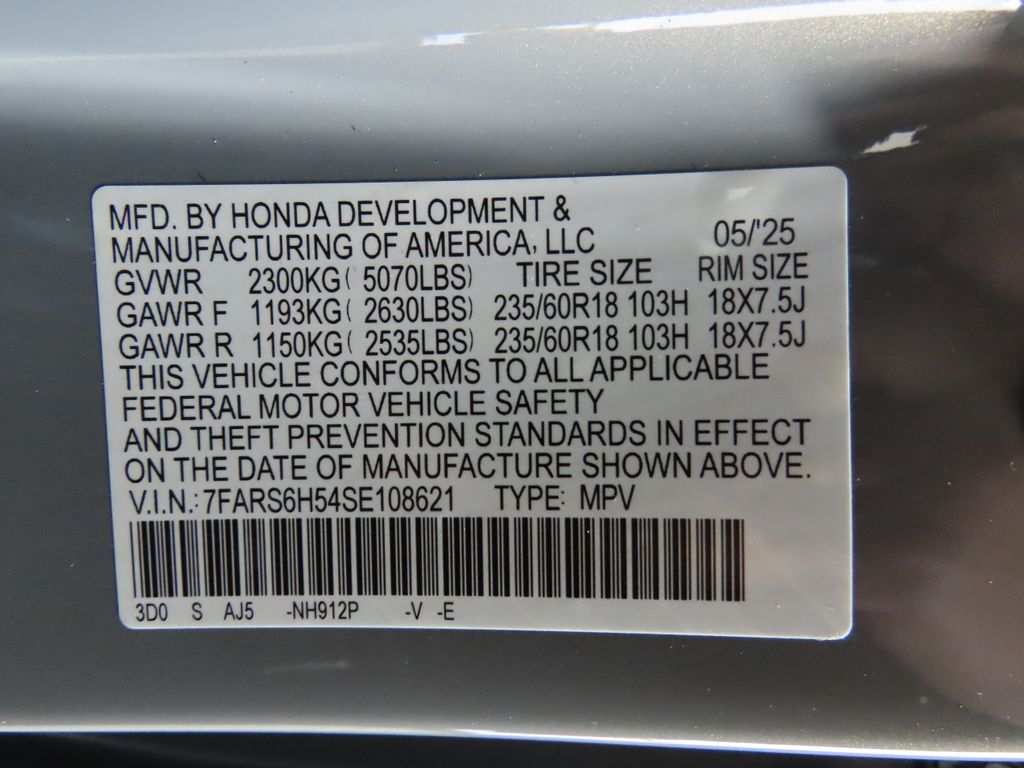 MFD. BY HONDA DEVELOPMENT &
MANUFACTURING OF AMERICA, LLC 05/'25
GVWR 2300KG( 5070LBS) TIRE SIZE RIM SIZE
GAWR F 1193KG( 2630LBS) 235/60R18 103H 18X7.5J
GAWR R 1150KG( 2535LBS) 235/60R18 103H 18X7.5J
THIS VEHICLE CONFORMS TO ALL APPLICABLE
FEDERAL MOTOR VEHICLE SAFETY
AND THEFT PREVENTION STANDARDS IN EFFECT
ON THE DATE OF MANUFACTURE SHOWN ABOVE.
V.I.N.: 7FARS6H54SE108621 TYPE: MPV
3D0 S AJ5 -NH912P -V -E